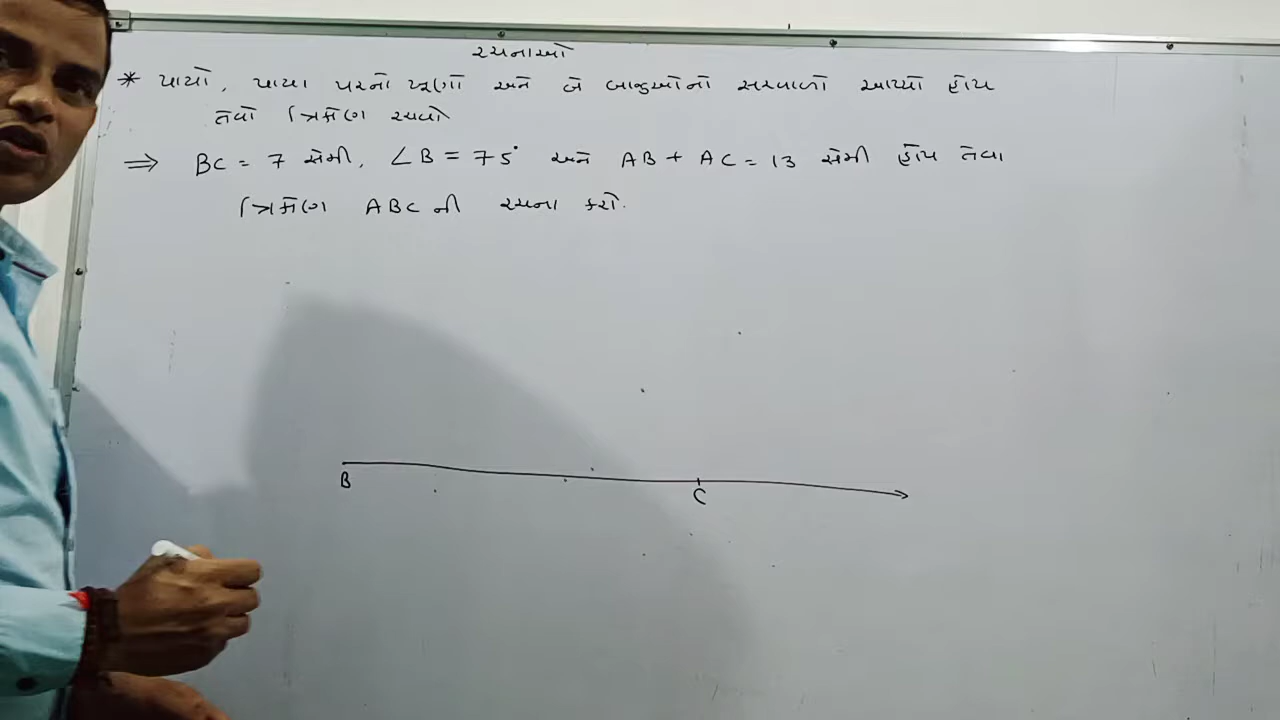 રચનાઓ
* પાયો, પાયા પરનો ખૂણો અને બે બાજુઓનો સરવાળો આપ્યો હોય
તેવો ત્રિકોણ રચવો
⇒ BC = 7 સેમી, ∠B = 75° અને AB + AC = 13 સેમી હોય તેવા
ત્રિકોણ ABC ની રચના કરો.
B C